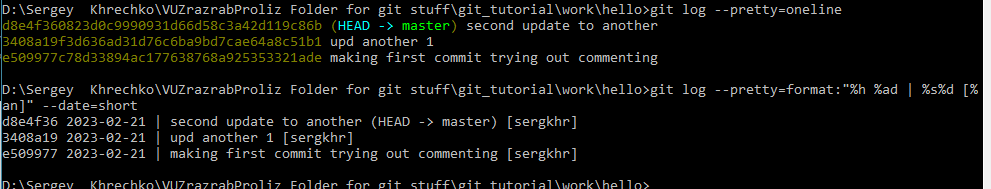 D:\Sergey  Khrechko\VUZrazrabProliz Folder for git stuff\git_tutorial\work\hello>git log --pretty=oneline
d8e4f360823d0c9990931d66d58c3a42d119c86b (HEAD -> master) second update to another
3408a19f3d636ad31d76c6ba9bd7cae64a8c51b1 upd another 1
e509977c78d33894ac177638768a925353321ade making first commit trying out commenting
D:\Sergey  Khrechko\VUZrazrabProliz Folder for git stuff\git_tutorial\work\hello>git log --pretty=format:"%h %ad | %s%d [%
an]" --date=short
d8e4f36 2023-02-21 | second update to another (HEAD -> master) [sergkhr]
3408a19 2023-02-21 | upd another 1 [sergkhr]
e509977 2023-02-21 | making first commit trying out commenting [sergkhr]
D:\Sergey  Khrechko\VUZrazrabProliz Folder for git stuff\git_tutorial\work\hello>